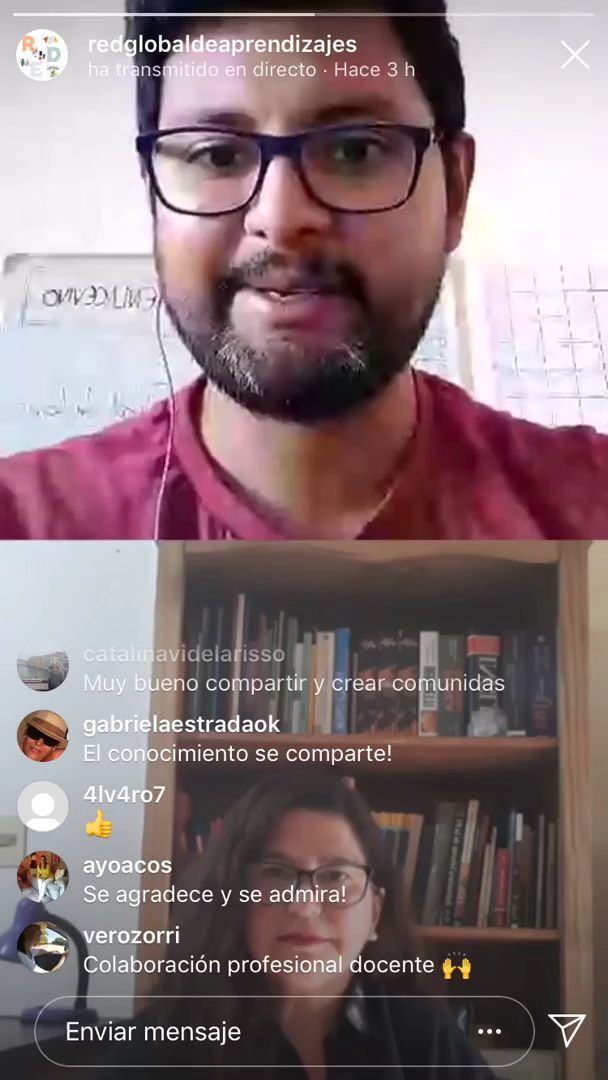 redglobaldeaprendizajes
ha transmitido en directo · Hace 3 h
catalinavidelarisso
Muy bueno compartir y crear comunidas
gabrielaestradaok
El conocimiento se comparte!
4lv4ro7
👍
ayoacos
Se agradece y se admira!
verozorri
Colaboración profesional docente 🙌
Enviar mensaje